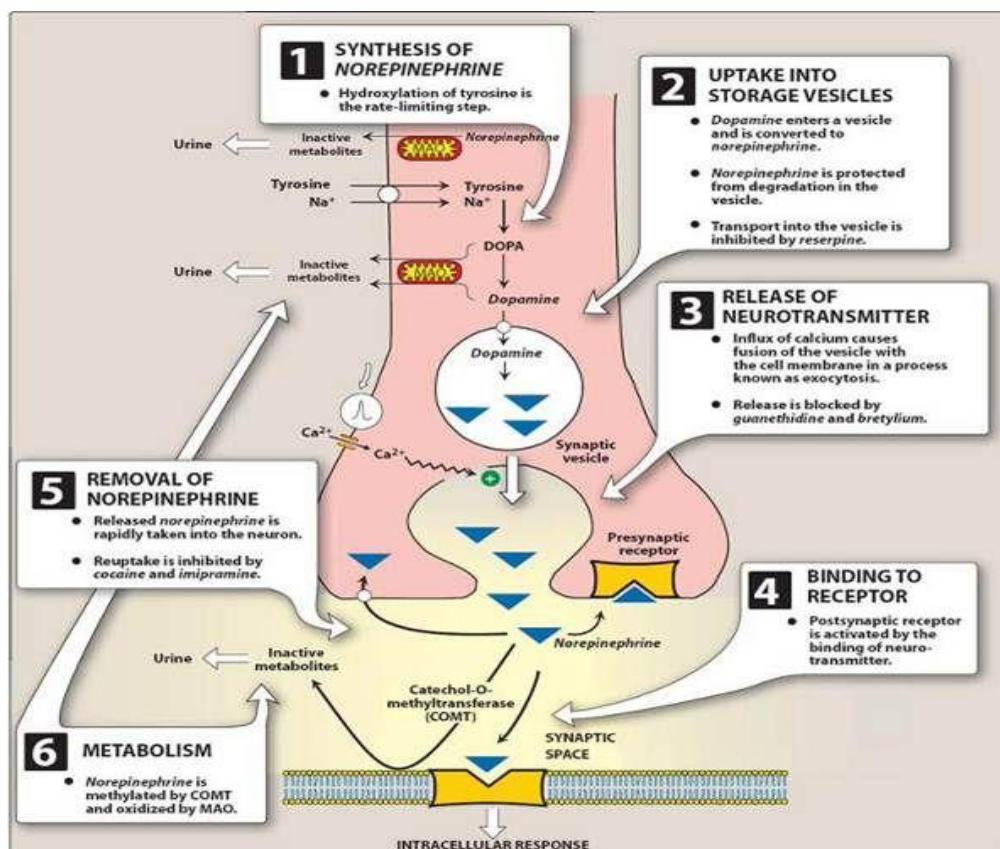 1
SYNTHESIS OF
NOREPINEPHRINE
• Hydroxylation of tyrosine is
the rate-limiting step.
2
UPTAKE INTO
STORAGE VESICLES
• Dopamine enters a vesicle
and is converted to
norepinephrine.
• Norepinephrine is protected
from degradation in the
vesicle.
• Transport into the vesicle is
inhibited by reserpine.
Urine
Inactive
metabolites
MAO
Norepinephrine
Tyrosine
Na+
Tyrosine
Na+
DOPA
Urine
Inactive
metabolites
MAO
Dopamine
Dopamine
3
RELEASE OF
NEUROTRANSMITTER
• Influx of calcium causes
fusion of the vesicle with
the cell membrane in a process
known as exocytosis.
• Release is blocked by
guanethidine and bretylium.
Ca2+
Ca2+
+
Synaptic
vesicle
5
REMOVAL OF
NOREPINEPHRINE
• Released norepinephrine is
rapidly taken into the neuron.
• Reuptake is inhibited by
cocaine and imipramine.
Presynaptic
receptor
4
BINDING TO
RECEPTOR
• Postsynaptic receptor
is activated by the
binding of neuro-
transmitter.
Norepinephrine
Urine
Inactive
metabolites
Catechol-O-
methyltransferase
(COMT)
SYNAPTIC
SPACE
6
METABOLISM
• Norepinephrine is
methylated by COMT
and oxidized by MAO.
INTRACELLULAR RESPONSE